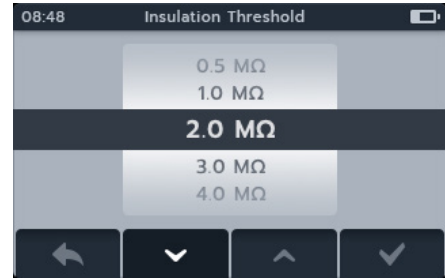 08:48 Insulation Threshold
0.5 MΩ
1.0 MΩ
2.0 MΩ
3.0 MΩ
4.0 MΩ